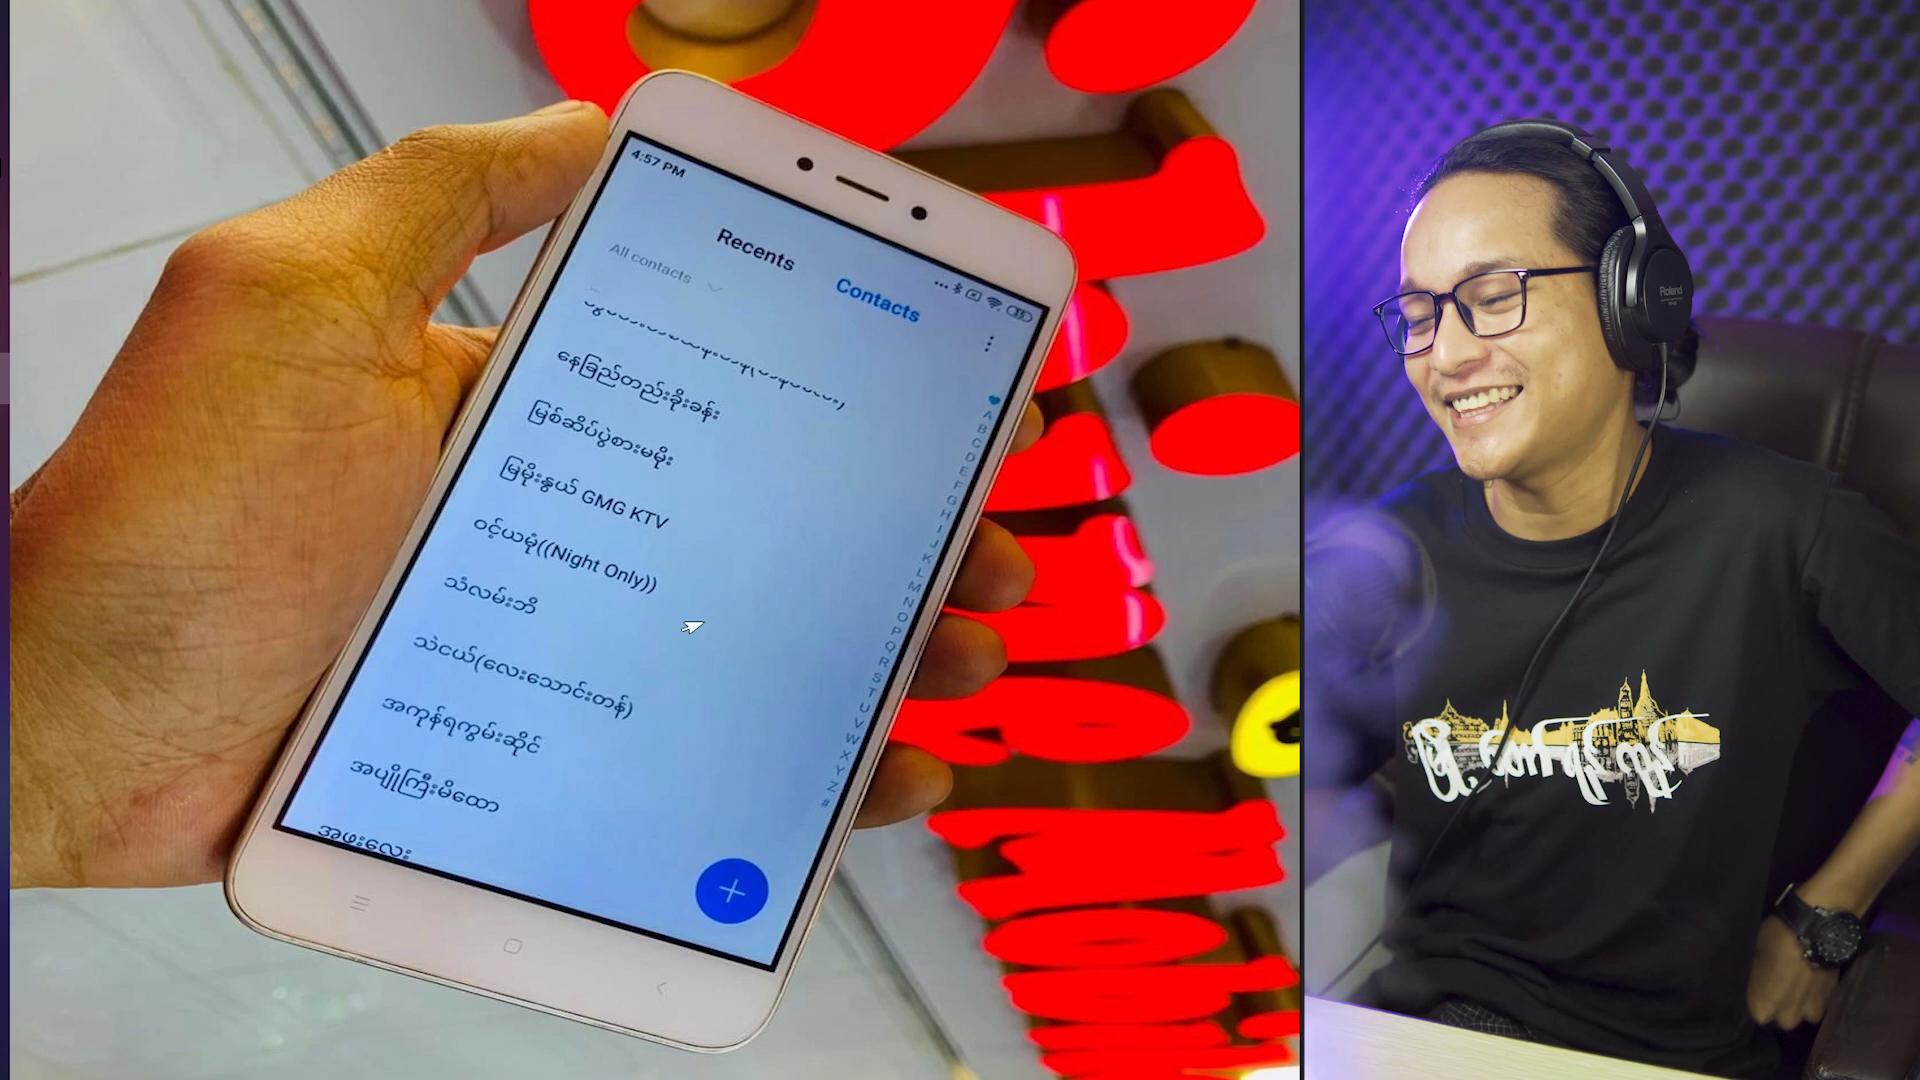 4:57 PM
Recents
Contacts
All contacts
နေခြည်တည်းခိုးခန်း
မြစ်ဆိပ်ပွဲစားမမိုး
မြမိုးနွယ် GMG KTV
ဝင့်ယမုံ((Night Only))
သံလမ်းဘိ
သဲငယ်(လေးသောင်းတန်)
အကုန်ရကွမ်းဆိုင်
အပျိုကြီးမိထော
အဖူးလေး
A
B
C
D
E
F
G
H
I
J
K
L
M
N
O
P
Q
R
S
T
U
V
W
X
Y
Z
#
Roland